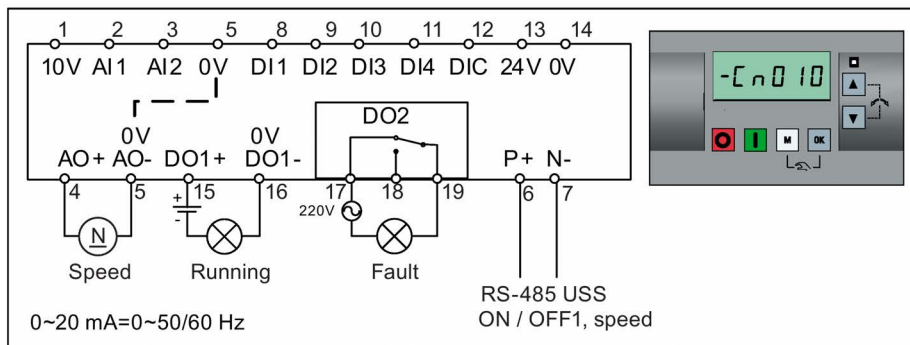 1 2 3 5 8 9 10 11 12 13 14
10V AI1 AI2 0V DI1 DI2 DI3 DI4 DIC 24V 0V
-Cn010
DO2
0V 0V
AO+ AO- DO1+ DO1- P+ N-
M OK
4 5 15 16 17 18 19 6 7
+
-
220V
N
Speed Running Fault
RS-485 USS
ON / OFF1, speed
0~20 mA=0~50/60 Hz